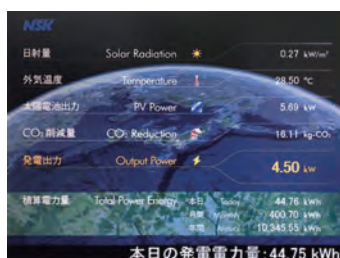 NSK
日射量 Solar Radiation 0.27 kW/m²
外気温度 Temperature 28.50 ℃
太陽電池出力 PV Power 5.69 kW
CO₂削減量 CO₂ Reduction 16.11 kg-CO₂
発電出力 Output Power 4.50 kW
積算電力量 Total Power Energy 本日 Today 44.76 kWh
月間 Monthly 400.70 kWh
年間 Annual 10,345.55 kWh
本日の発電電力量:44.75 kWh